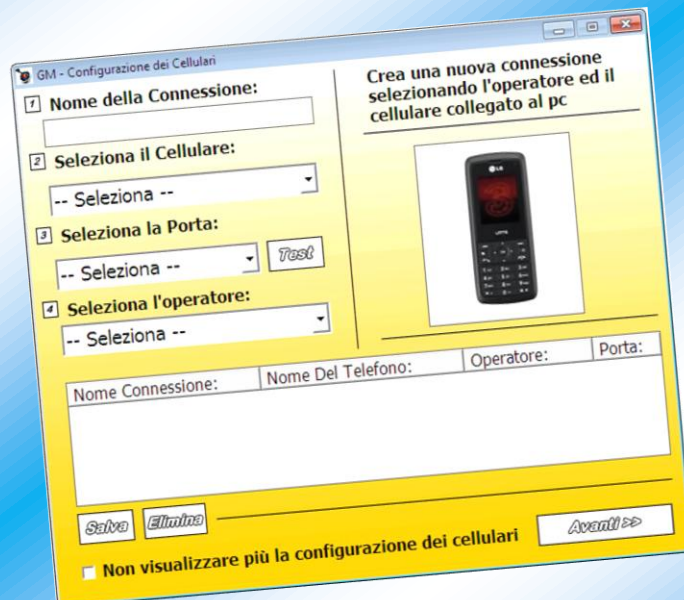 GM - Configurazione dei Cellulari
1 Nome della Connessione:
2 Seleziona il Cellulare:
-- Seleziona --
3 Seleziona la Porta:
-- Seleziona --
Test
4 Seleziona l'operatore:
-- Seleziona --
Crea una nuova connessione
selezionando l'operatore ed il
cellulare collegato al pc
LG
Nome Connessione: Nome Del Telefono: Operatore: Porta:
Salva Elimina
Non visualizzare più la configurazione dei cellulari
Avanti >>